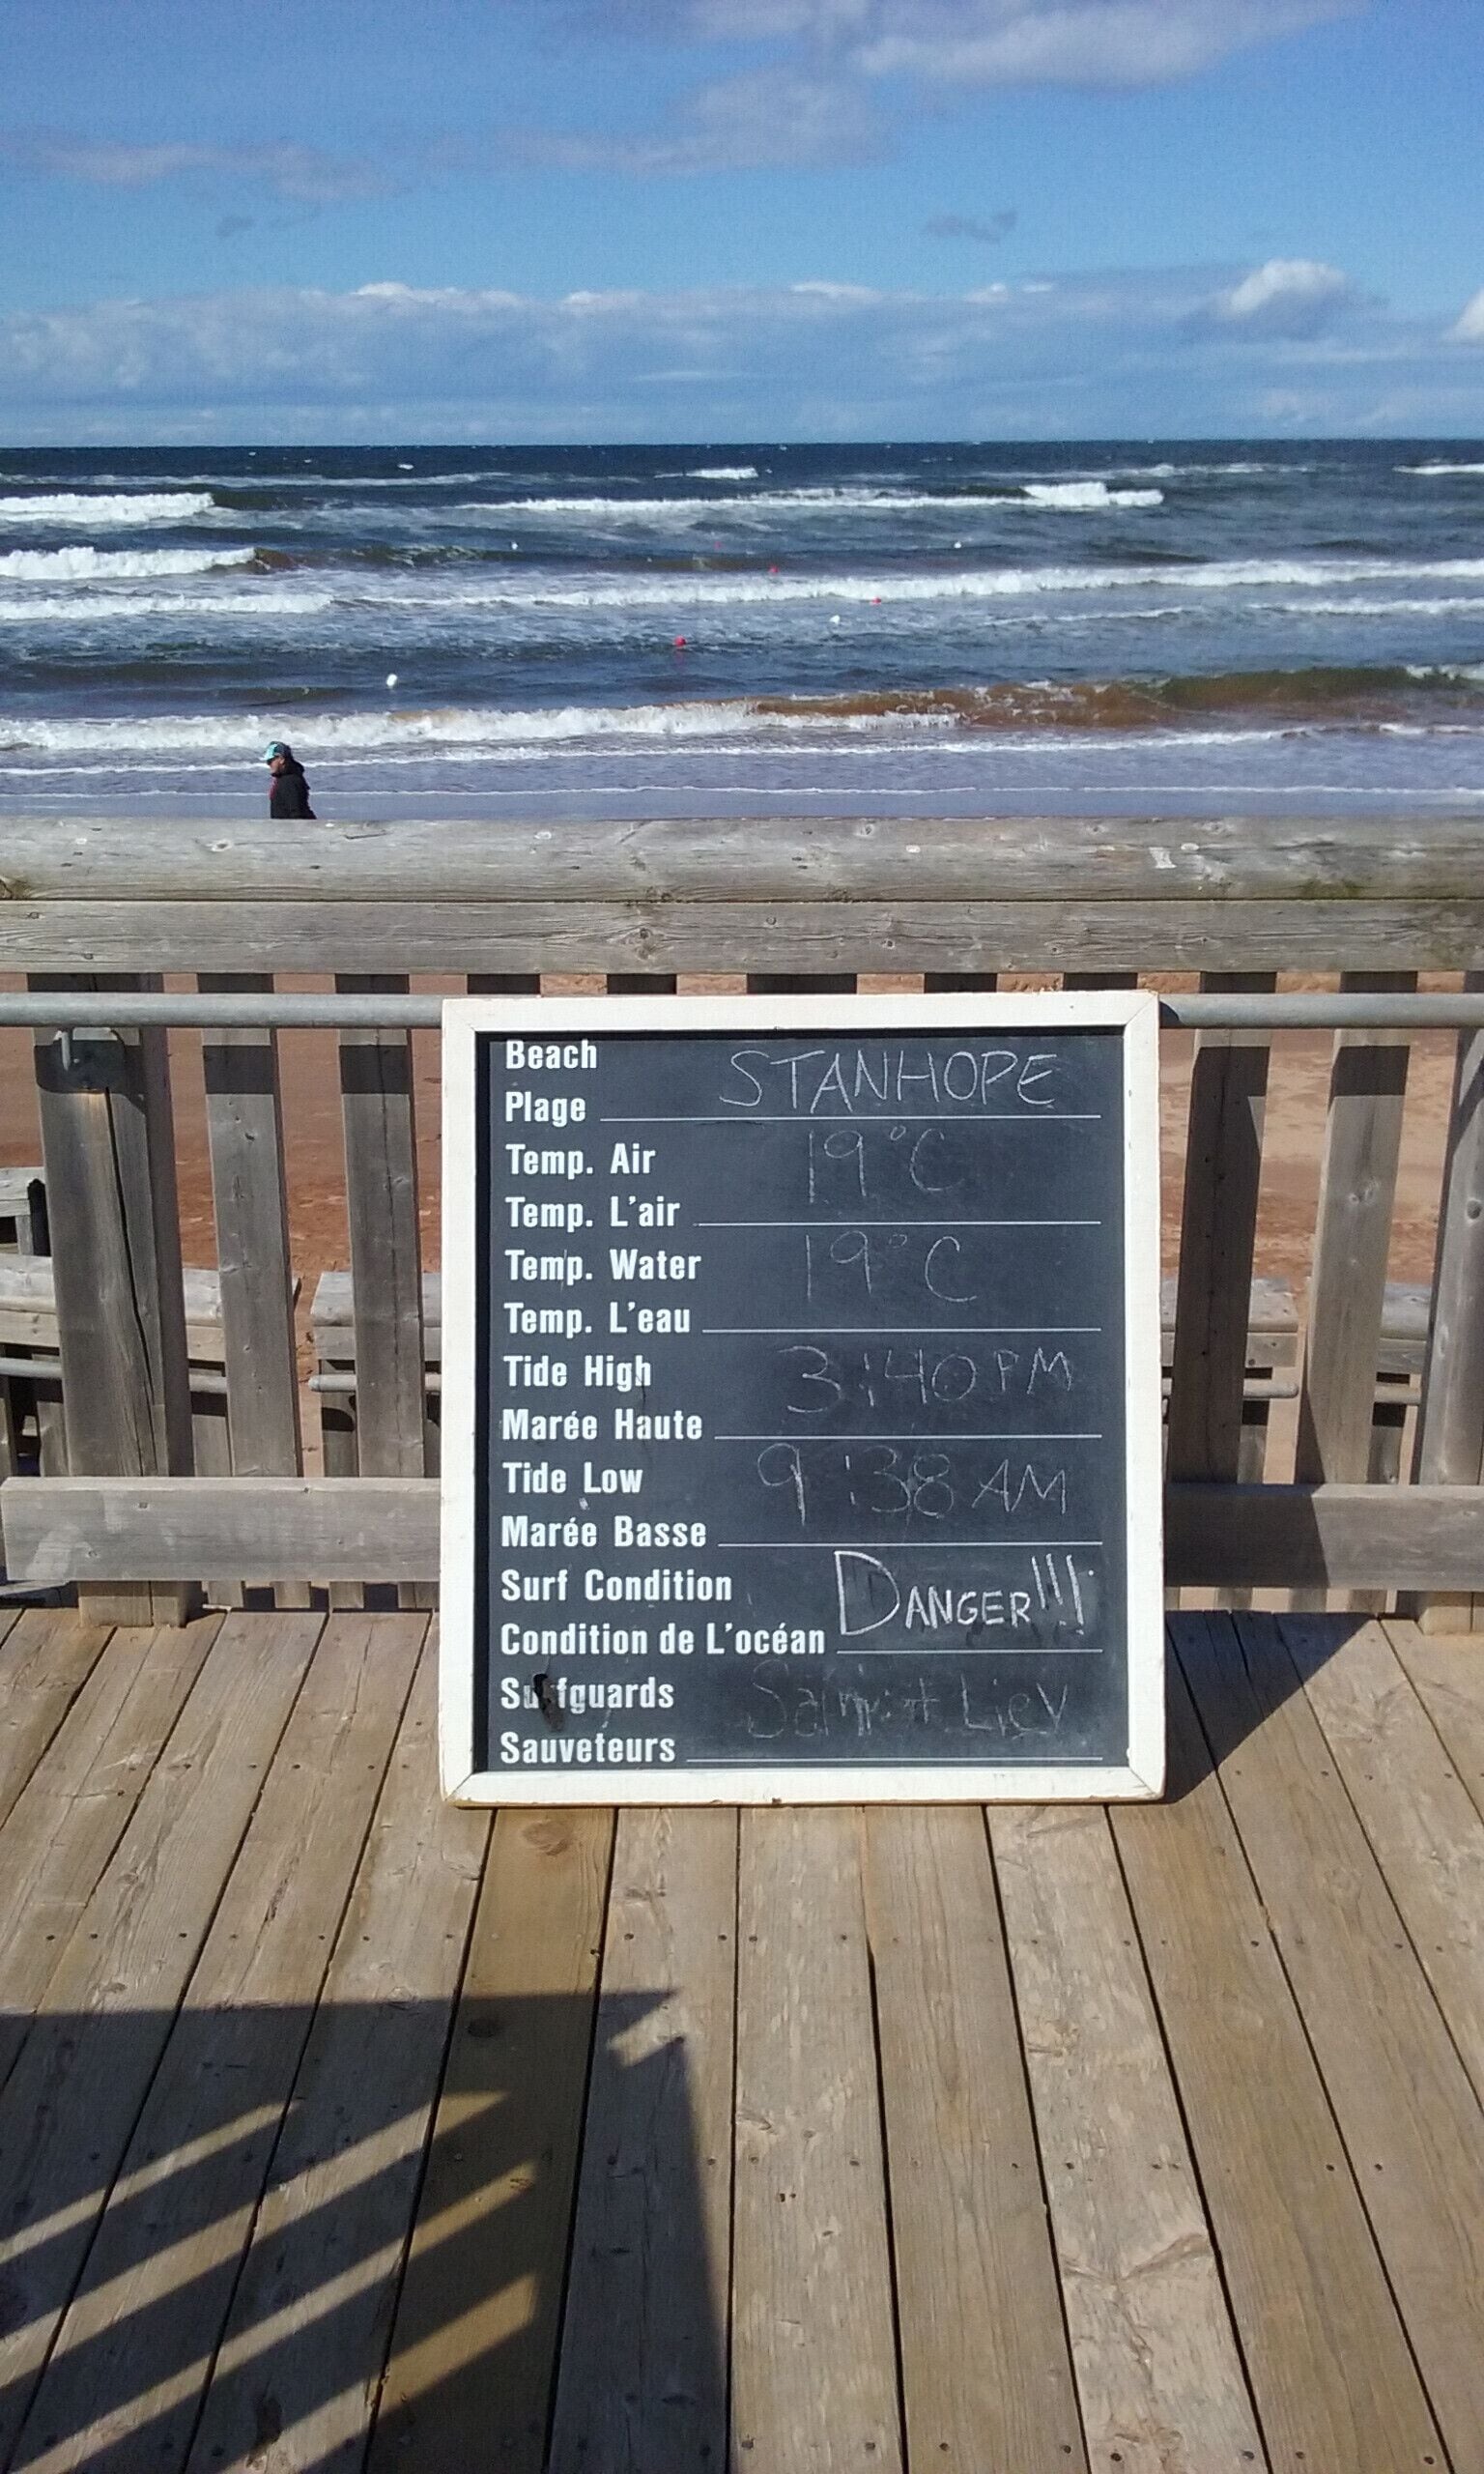 Beach
STANHOPE
Plage
Temp. Air
19°C
Temp. L'air
Temp. Water
19°C
Temp. L'eau
Tide High
3:40 PM
Marée Haute
Tide Low
9:38 AM
Marée Basse
Surf Condition
DANGER!!!
Condition de L'océan
Surfguards
Sauveteurs